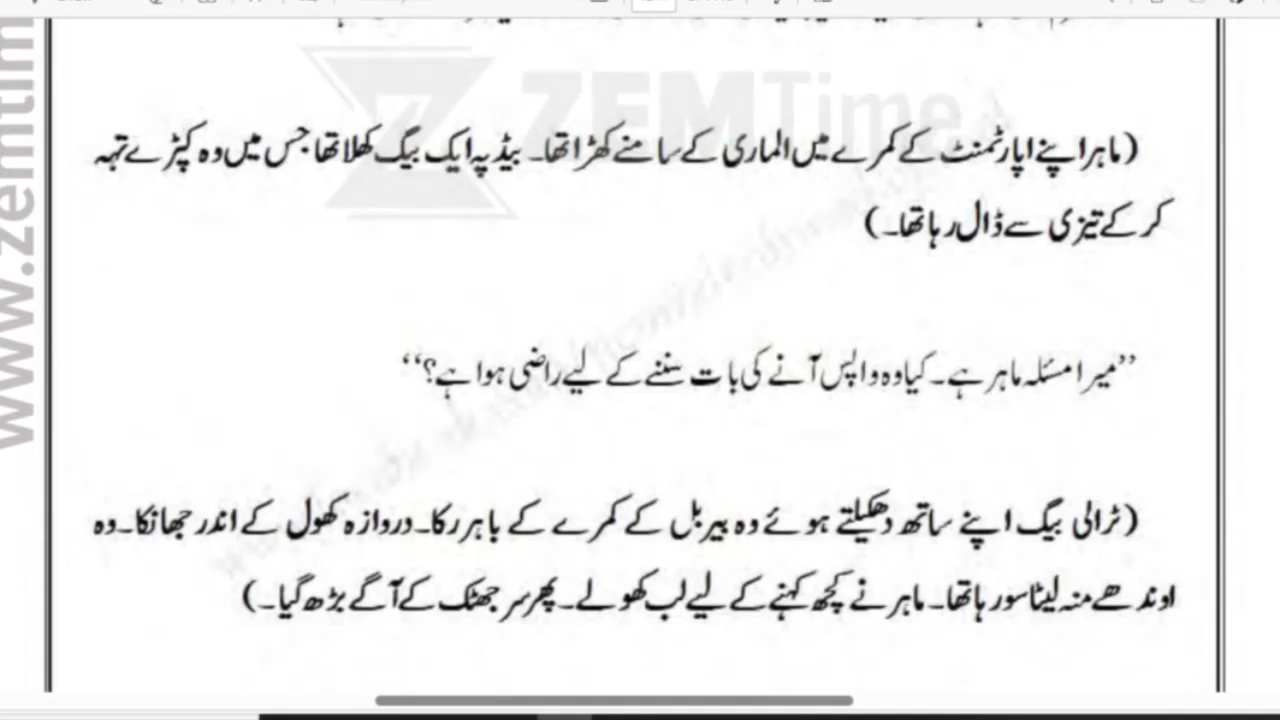 ZEMTime
www.zemtim
(ماہر اپنے اپارٹمنٹ کے کمرے میں الماری کے سامنے کھڑا تھا۔ بیڈ پہ ایک بیگ کھلا تھا جس میں وہ کپڑے تہہ
کر کے تیزی سے ڈال رہا تھا۔)
’’میرا مسئلہ ماہر ہے۔ کیا وہ واپس آنے کی بات سننے کے لیے راضی ہوا ہے؟‘‘
(ٹرالی بیگ اپنے ساتھ دھکیلتے ہوئے وہ بیربل کے کمرے کے باہر رکا۔ دروازہ کھول کے اندر جھانکا۔ وہ
اوندھے منہ لیٹا سو رہا تھا۔ ماہر نے کچھ کہنے کے لیے لب کھولے۔ پھر سر جھٹک کے آگے بڑھ گیا۔)